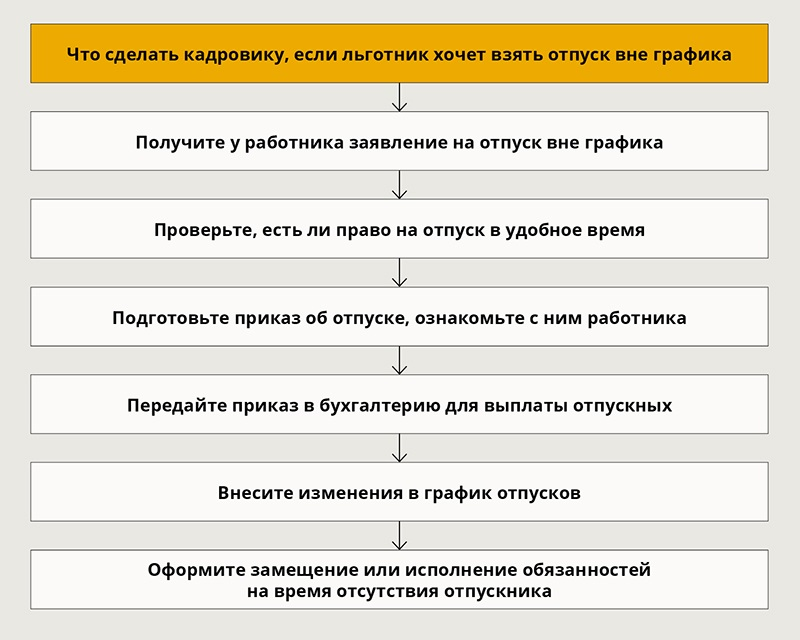 Что сделать кадровику, если льготник хочет взять отпуск вне графика
Получите у работника заявление на отпуск вне графика
Проверьте, есть ли право на отпуск в удобное время
Подготовьте приказ об отпуске, ознакомьте с ним работника
Передайте приказ в бухгалтерию для выплаты отпускных
Внесите изменения в график отпусков
Оформите замещение или исполнение обязанностей
на время отсутствия отпускника